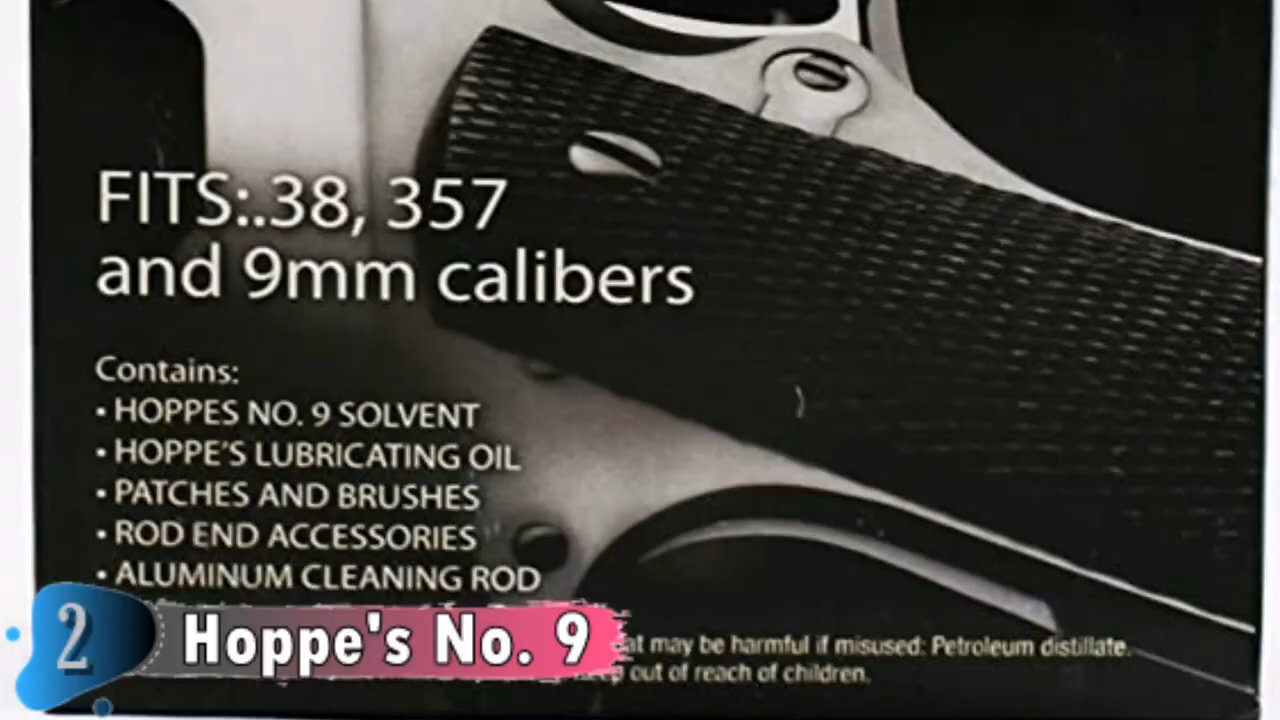 FITS:.38, 357
and 9mm calibers
Contains:
• HOPPES NO. 9 SOLVENT
• HOPPE'S LUBRICATING OIL
• PATCHES AND BRUSHES
• ROD END ACCESSORIES
• ALUMINUM CLEANING ROD
may be harmful if misused: Petroleum distillate.
out of reach of children.
2
Hoppe's No. 9